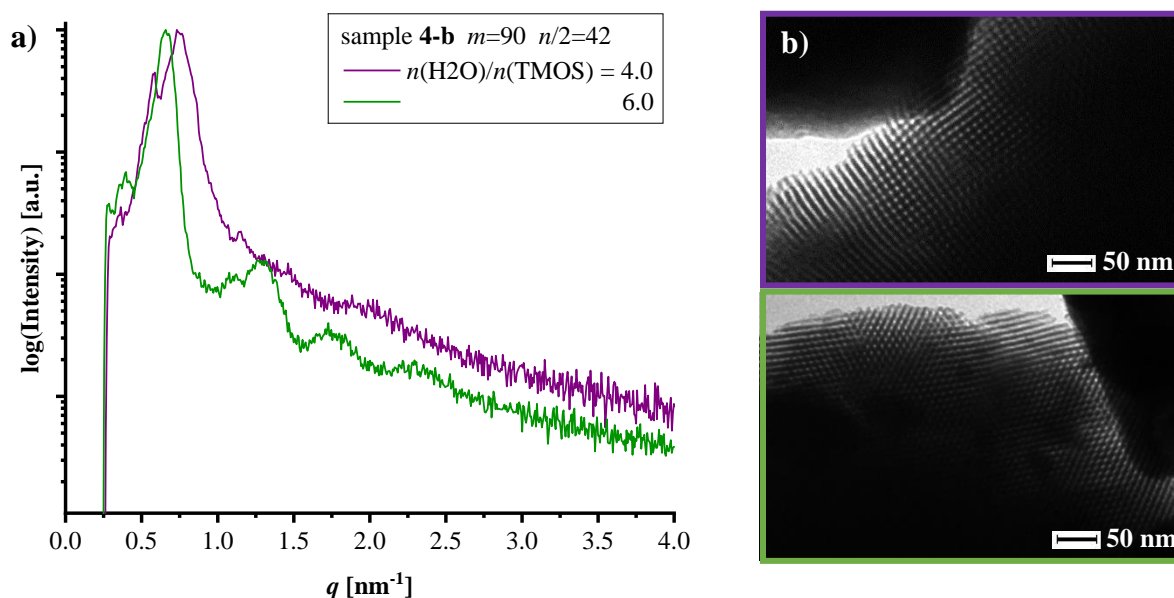 a)
sample 4-b m=90 n/2=42
n(H2O)/n(TMOS) = 4.0
6.0
log(Intensity) [a.u.]
0.0 0.5 1.0 1.5 2.0 2.5 3.0 3.5 4.0
q [nm⁻¹]
b)
50 nm
50 nm